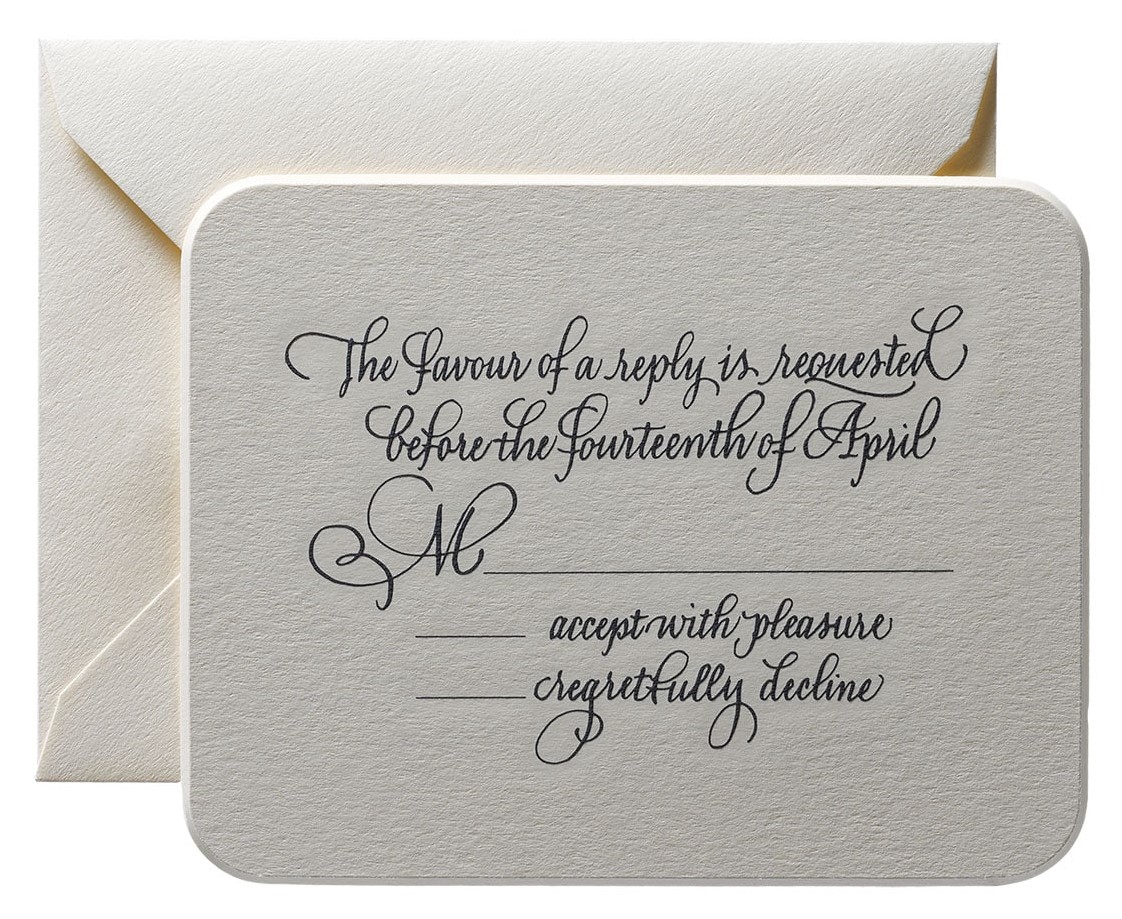 The favour of a reply is requested
before the fourteenth of April
M
accept with pleasure
regretfully decline